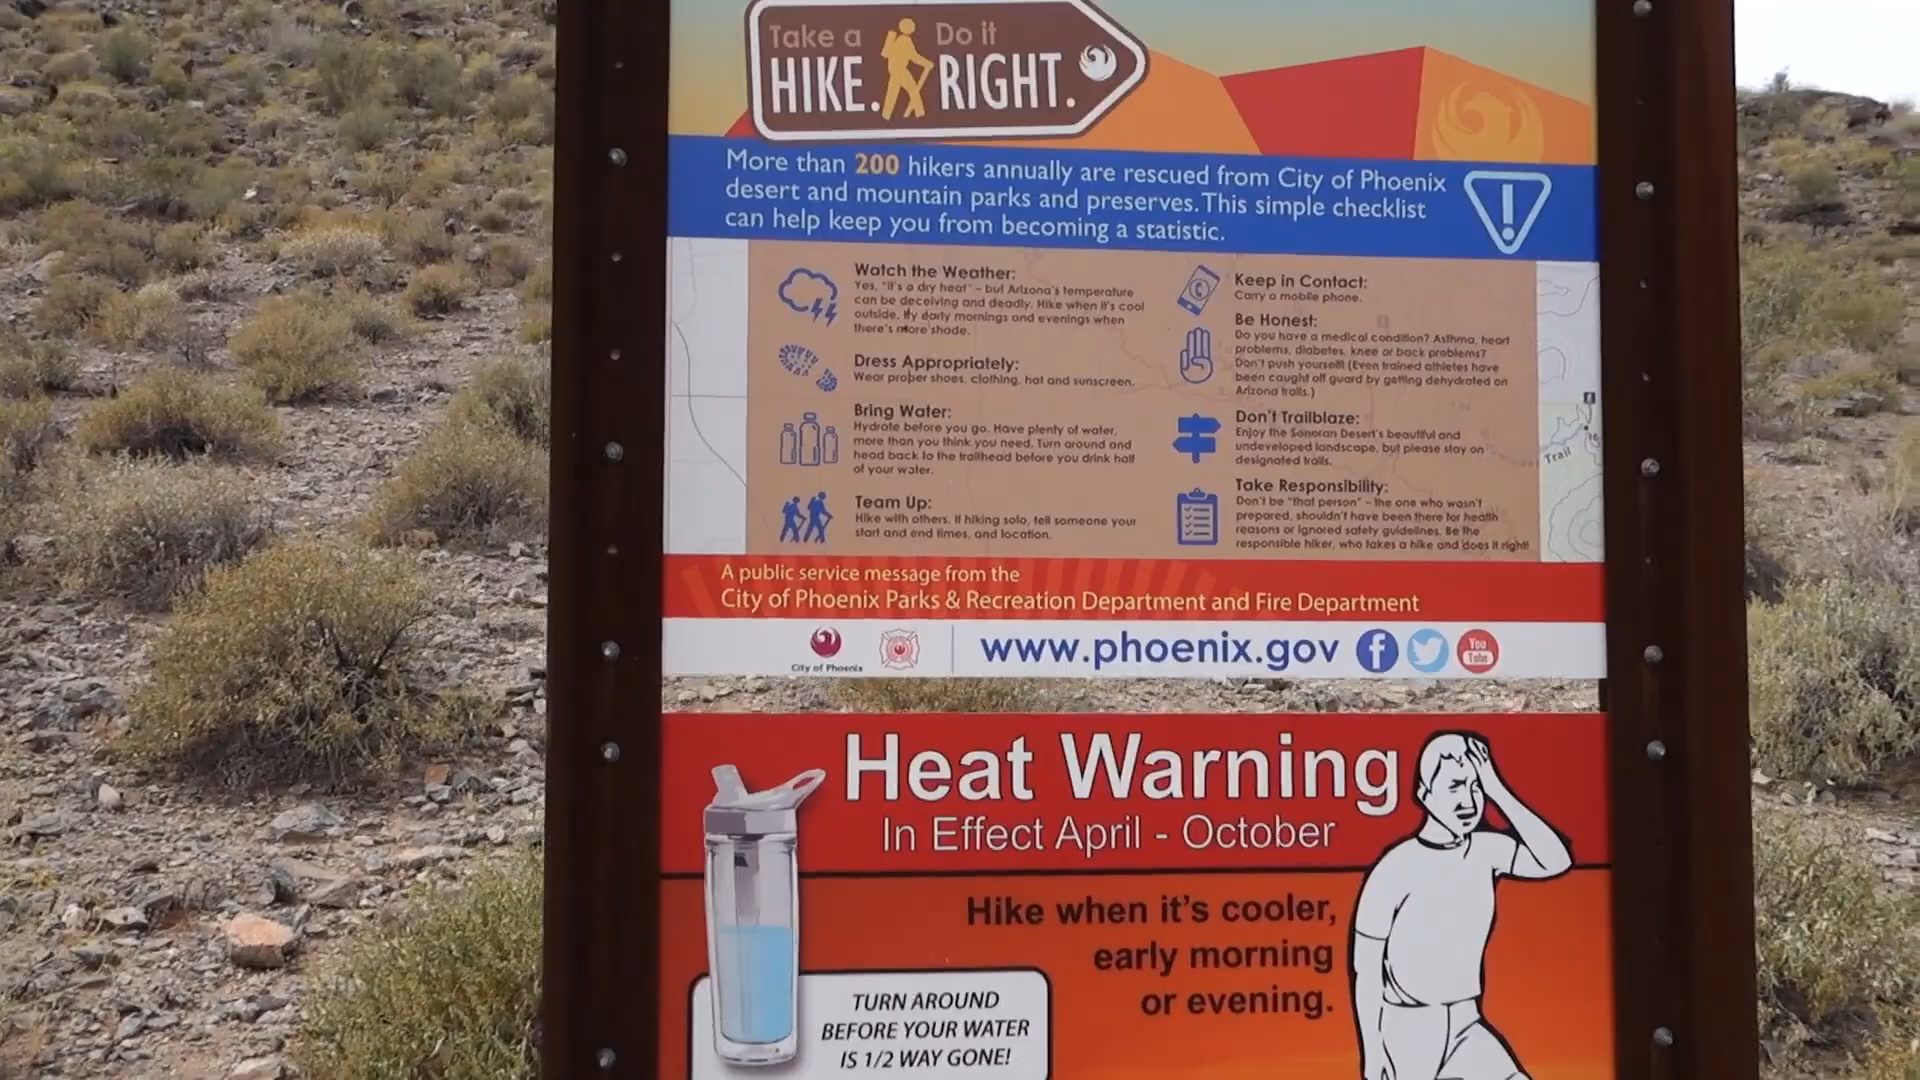 Take a Do it
HIKE. RIGHT.
More than 200 hikers annually are rescued from City of Phoenix
desert and mountain parks and preserves. This simple checklist
can help keep you from becoming a statistic.
Watch the Weather:
Yes, "it's a dry heat" – but Arizona's temperature
can be deceiving and deadly. Hike when it's cool
outside. Try early mornings and evenings when
there's more shade.
Dress Appropriately:
Wear proper shoes, clothing, hat and sunscreen.
Bring Water:
Hydrate before you go. Have plenty of water,
more than you think you need. Turn around and
head back to the trailhead before you drink half
of your water.
Team Up:
Hike with others. If hiking solo, tell someone your
start and end times, and location.
Keep in Contact:
Carry a mobile phone.
Be Honest:
Do you have a medical condition? Asthma, heart
problems, diabetes, knee or back problems?
Don't push yourself! (Even trained athletes have
been caught off guard by getting dehydrated on
Arizona trails.)
Don't Trailblaze:
Enjoy the Sonoran Desert's beautiful and
undeveloped landscape, but please stay on
designated trails.
Take Responsibility:
Don't be "that person" – the one who wasn't
prepared, shouldn't have been there for health
reasons or ignored safety guidelines. Be the
responsible hiker, who takes a hike and does it right!
Trail
A public service message from the
City of Phoenix Parks & Recreation Department and Fire Department
City of Phoenix
www.phoenix.gov
You
Tube
Heat Warning
In Effect April - October
Hike when it's cooler,
early morning
or evening.
TURN AROUND
BEFORE YOUR WATER
IS 1/2 WAY GONE!